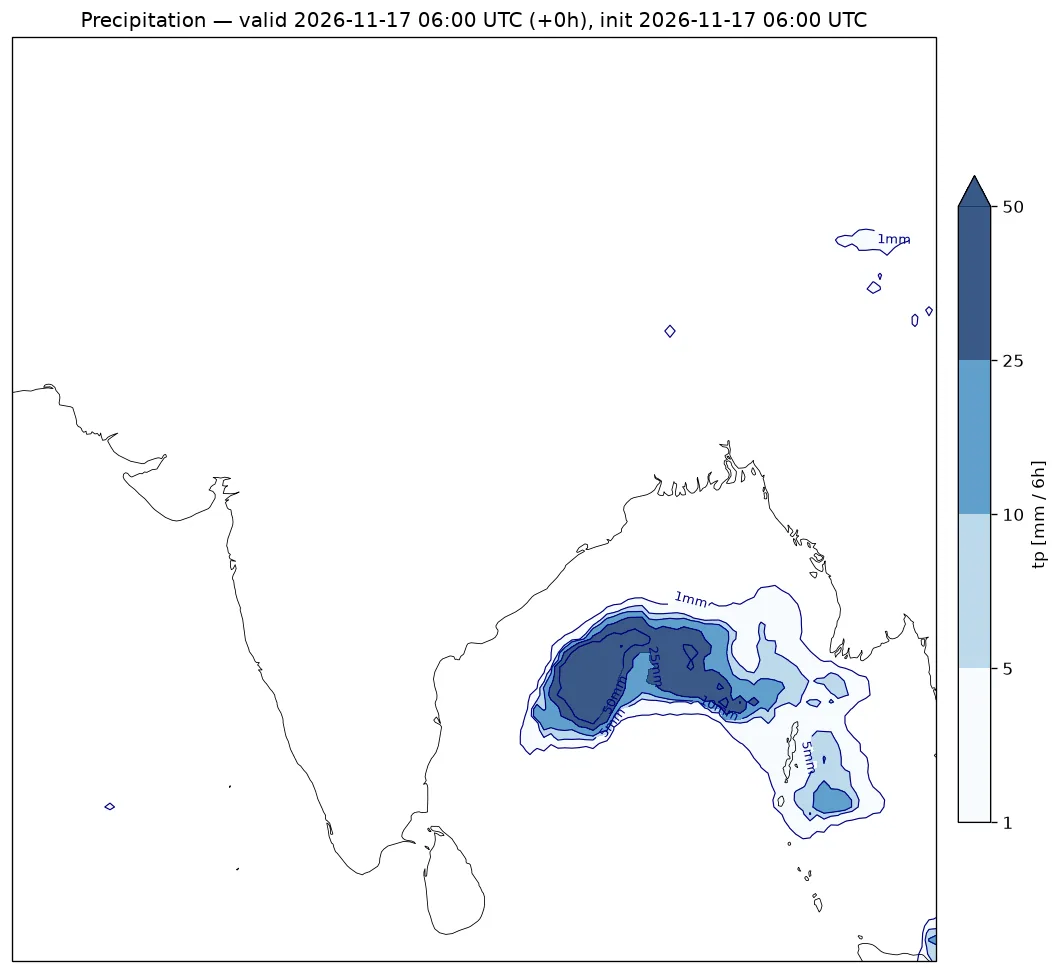 Precipitation — valid 2026-11-17 06:00 UTC (+0h), init 2026-11-17 06:00 UTC
1mm
50
25
10
5
1
tp [mm / 6h]
1mm
25mm
50mm
10mm
5mm
5mm